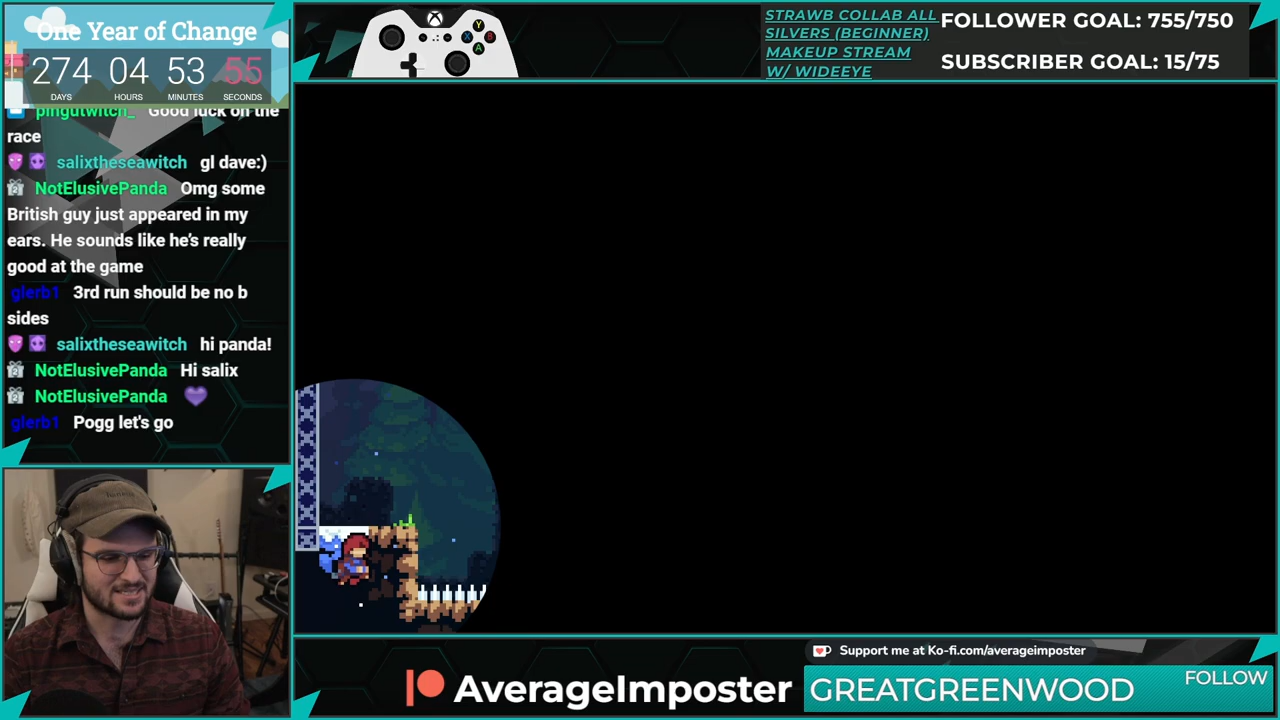 One Year of Change
274 04 53 55
DAYS HOURS MINUTES SECONDS
pingutwitch_ Good luck on the
race
salixtheseawitch gl dave:)
NotElusivePanda Omg some
British guy just appeared in my
ears. He sounds like he's really
good at the game
glerb1 3rd run should be no b
sides
salixtheseawitch hi panda!
NotElusivePanda Hi salix
NotElusivePanda
glerb1 Pogg let's go
Y
X B
A
STRAWB COLLAB ALL
SILVERS (BEGINNER)
MAKEUP STREAM
W/ WIDEEYE
FOLLOWER GOAL: 755/750
SUBSCRIBER GOAL: 15/75
Support me at Ko-fi.com/averageimposter
AverageImposter
GREATGREENWOOD
FOLLOW